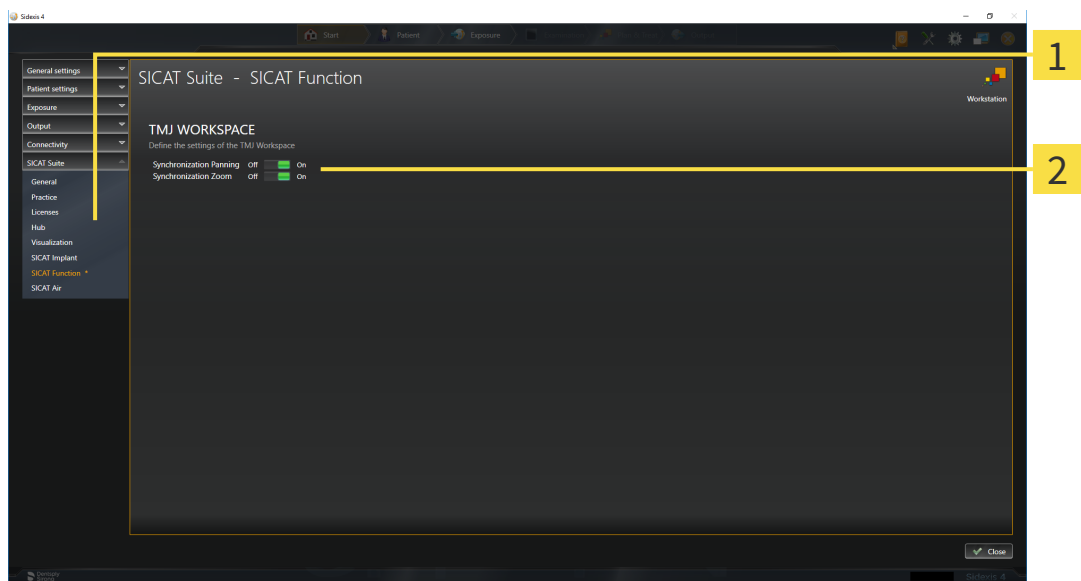 Sidexis 4
Start Patient Exposure
1
General settings
Patient settings
Exposure
Output
Connectivity
SICAT Suite
General
Practice
Licenses
Hub
Visualization
SICAT Implant
SICAT Function *
SICAT Air
SICAT Suite - SICAT Function
Workstation
TMJ WORKSPACE
Define the settings of the TMJ Workspace
Synchronization Panning Off On
Synchronization Zoom Off On
2
Close
Dentsply
Sirona
Sidexis 4